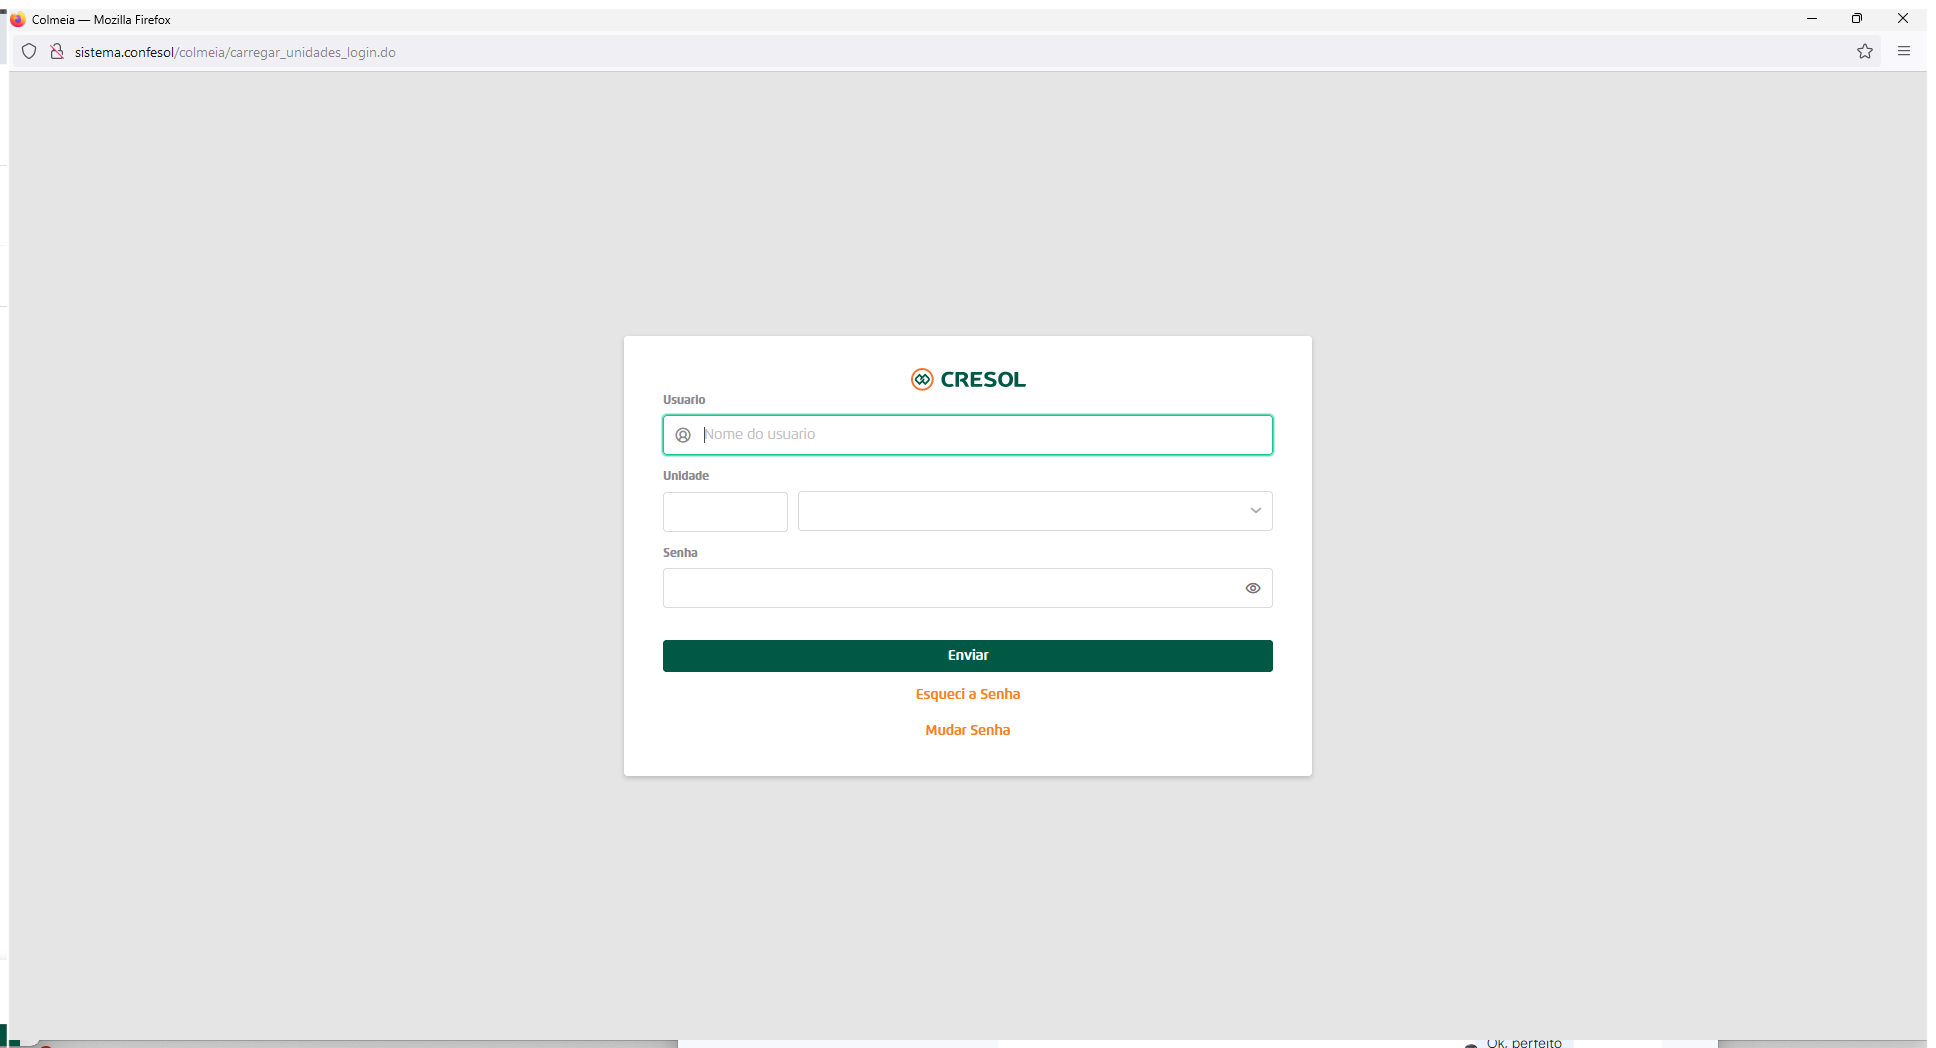 Colmeia — Mozilla Firefox
sistema.confesol/colmeia/carregar_unidades_login.do
CRESOL
Usuario
Nome do usuario
Unidade
Senha
Enviar
Esqueci a Senha
Mudar Senha
Ok, perfeito